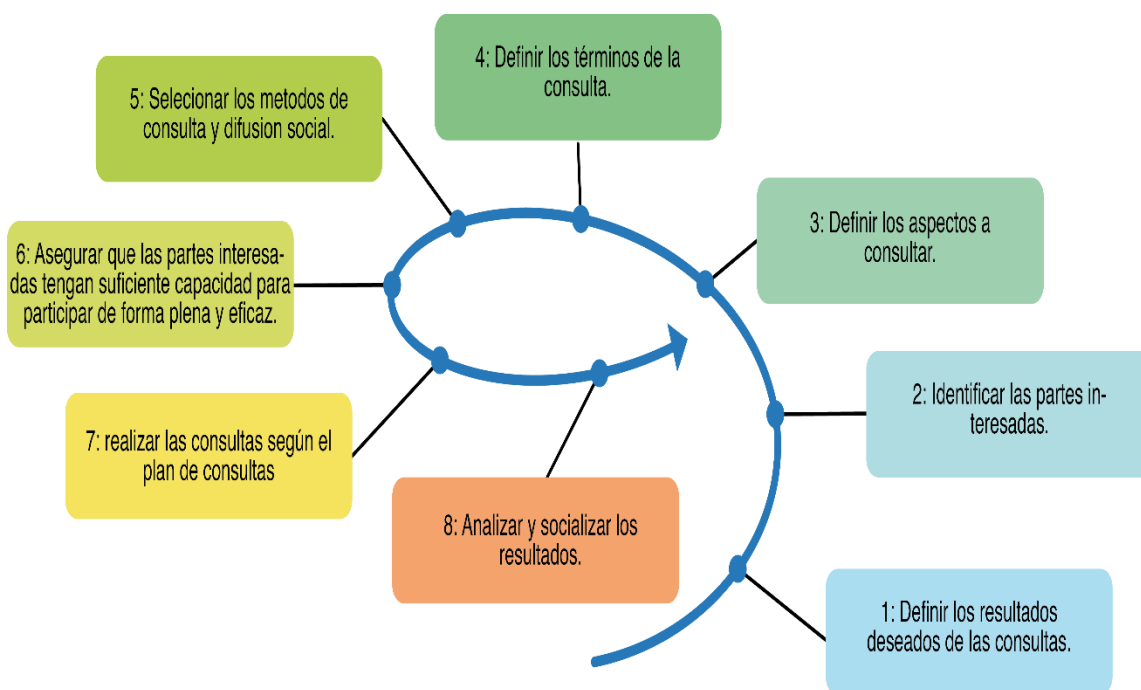 4: Definir los términos de la
consulta.
5: Selecionar los metodos de
consulta y difusion social.
3: Definir los aspectos a
consultar.
6: Asegurar que las partes interesa-
das tengan suficiente capacidad para
participar de forma plena y eficaz.
2: Identificar las partes in-
teresadas.
7: realizar las consultas según el
plan de consultas
8: Analizar y socializar los
resultados.
1: Definir los resultados
deseados de las consultas.